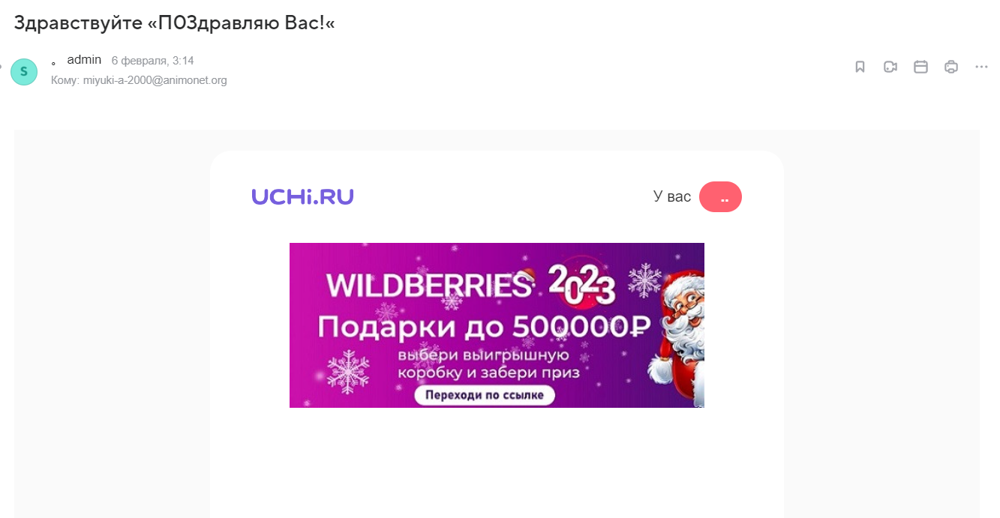 Здравствуйте «ПОЗдравляю Вас!«
S
。 admin 6 февраля, 3:14
Кому: miyuki-a-2000@animonet.org
UCHi.RU
У вас ..
WILDBERRIES 2023
Подарки до 500000₽
выбери выигрышную
коробку и забери приз
Переходи по ссылке